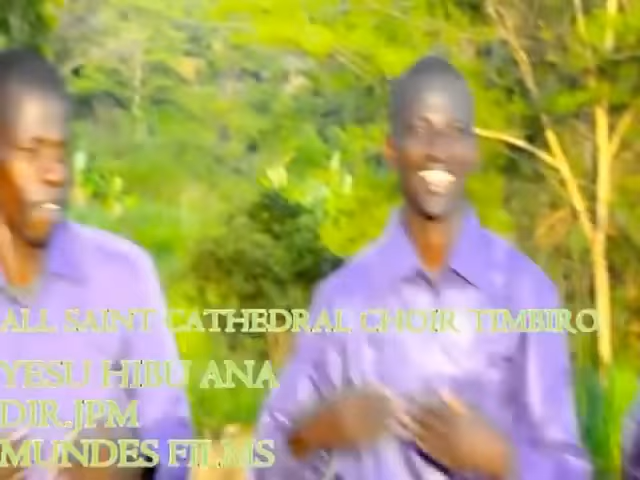 ALL SAINT CATHEDRAL CHOIR TIMBIRO
YESU HIBU ANA
DIR.JPM
MUNDES FILMS